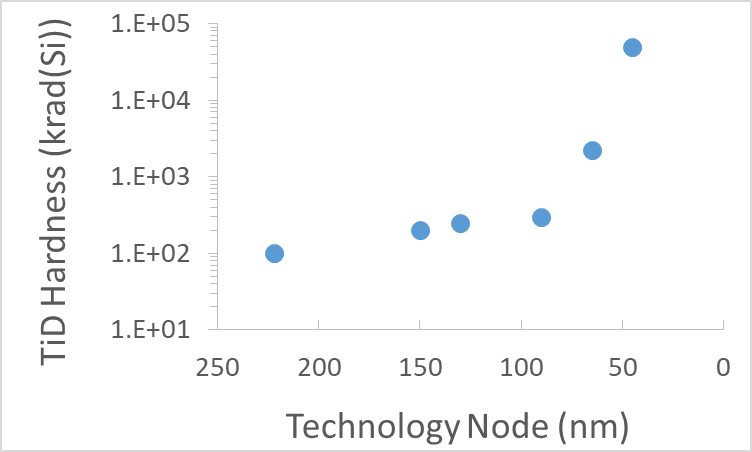 TiD Hardness (krad(Si))
1.E+05
1.E+04
1.E+03
1.E+02
1.E+01
250 200 150 100 50 0
Technology Node (nm)